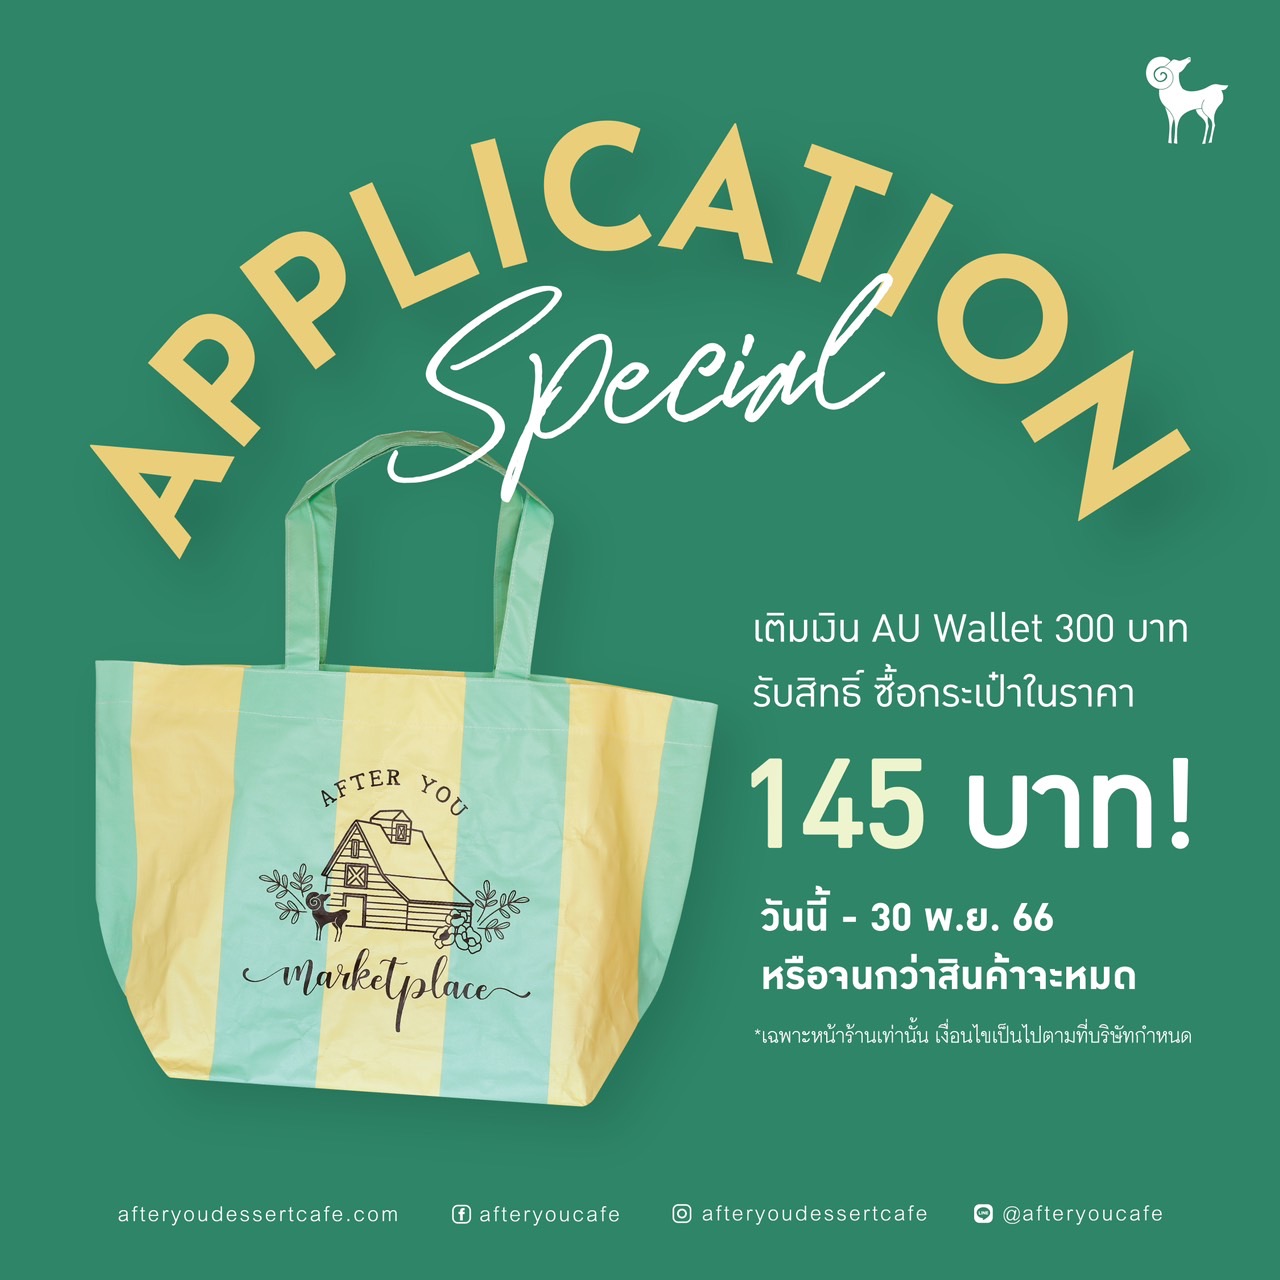 APPLICATION
Special
เติมเงิน AU Wallet 300 บาท
รับสิทธิ์ ซื้อกระเป๋าในราคา
145 บาท!
วันนี้ - 30 พ.ย. 66
หรือจนกว่าสินค้าจะหมด
*เฉพาะหน้าร้านเท่านั้น เงื่อนไขเป็นไปตามที่บริษัทกำหนด
AFTER YOU
marketplace
afteryoudessertcafe.com
afteryoucafe
afteryoudessertcafe
LINE @afteryoucafe